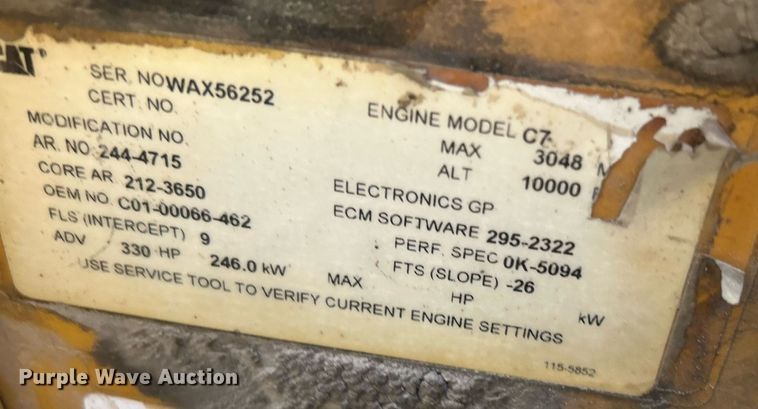 CAT
SER. NO WAX56252
CERT. NO.
MODIFICATION NO.
AR. NO 244-4715
CORE AR. 212-3650
OEM NO. C01-00066-462
FLS (INTERCEPT) 9
ADV 330 HP 246.0 kW
ENGINE MODEL C7
MAX 3048 M
ALT 10000
ELECTRONICS GP
ECM SOFTWARE 295-2322
PERF. SPEC 0K-5094
FTS (SLOPE) -26
MAX HP kW
USE SERVICE TOOL TO VERIFY CURRENT ENGINE SETTINGS
115-5852
Purple Wave Auction